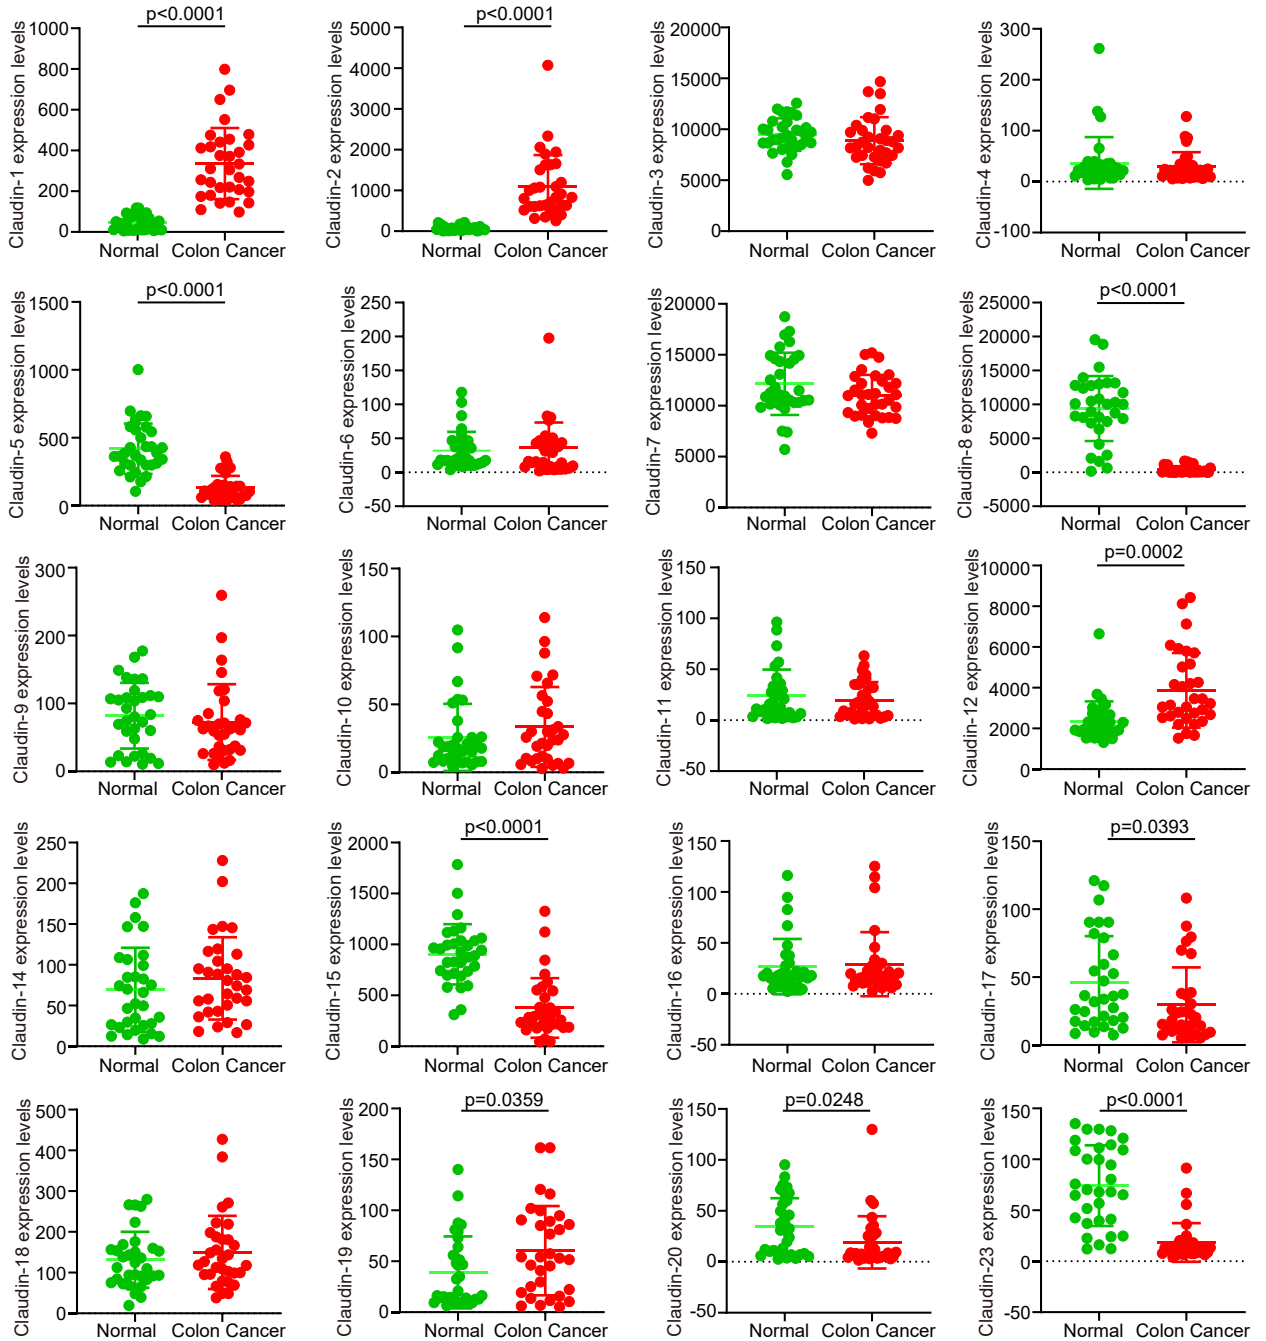 p<0.0001
Claudin-1 expression levels
1000
800
600
400
200
0
Normal
Colon Cancer
p<0.0001
Claudin-2 expression levels
5000
4000
3000
2000
1000
0
Normal
Colon Cancer
Claudin-3 expression levels
20000
15000
10000
5000
0
Normal
Colon Cancer
Claudin-4 expression levels
300
200
100
0
-100
Normal
Colon Cancer
p<0.0001
Claudin-5 expression levels
1500
1000
500
0
Normal
Colon Cancer
Claudin-6 expression levels
250
200
150
100
50
0
-50
Normal
Colon Cancer
Claudin-7 expression levels
20000
15000
10000
5000
0
Normal
Colon Cancer
p<0.0001
Claudin-8 expression levels
25000
20000
15000
10000
5000
0
-5000
Normal
Colon Cancer
Claudin-9 expression levels
300
200
100
0
Normal
Colon Cancer
Claudin-10 expression levels
150
100
50
0
Normal
Colon Cancer
Claudin-11 expression levels
150
100
50
0
-50
Normal
Colon Cancer
p=0.0002
Claudin-12 expression levels
10000
8000
6000
4000
2000
0
Normal
Colon Cancer
Claudin-14 expression levels
250
200
150
100
50
0
Normal
Colon Cancer
p<0.0001
Claudin-15 expression levels
2000
1500
1000
500
0
Normal
Colon Cancer
Claudin-16 expression levels
150
100
50
0
-50
Normal
Colon Cancer
p=0.0393
Claudin-17 expression levels
150
100
50
0
Normal
Colon Cancer
Claudin-18 expression levels
500
400
300
200
100
0
Normal
Colon Cancer
p=0.0359
Claudin-19 expression levels
200
150
100
50
0
Normal
Colon Cancer
p=0.0248
Claudin-20 expression levels
150
100
50
0
-50
Normal
Colon Cancer
p<0.0001
Claudin-23 expression levels
150
100
50
0
-50
Normal
Colon Cancer